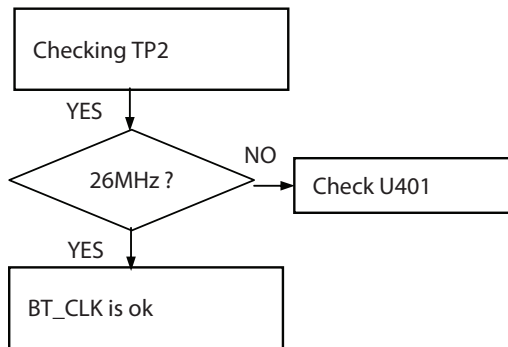 Checking TP2
YES
26MHz ?
NO
Check U401
YES
BT_CLK is ok